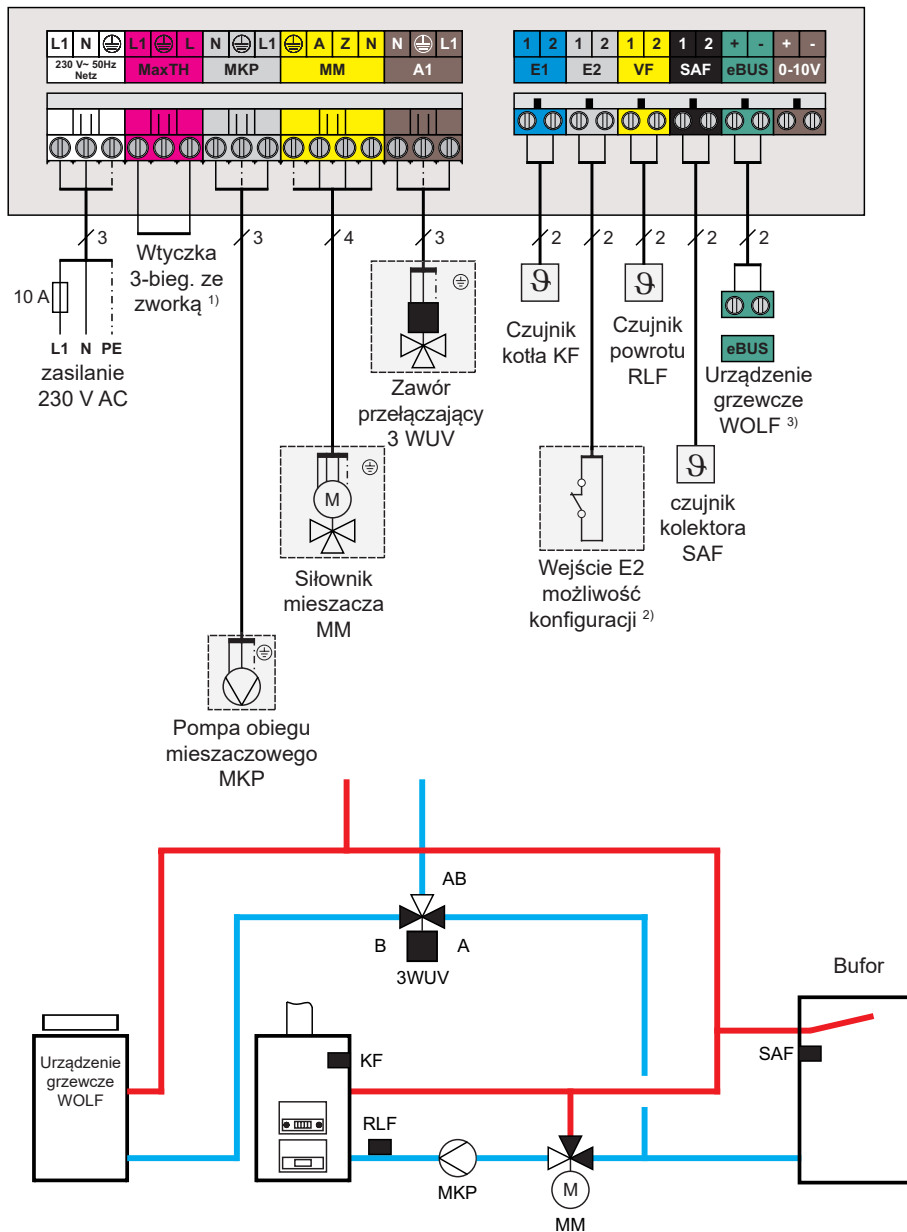 L1 N L1 L N L1 A Z N N L1
230 V~ 50Hz
Netz
MaxTH MKP MM A1
1 2 1 2 1 2 1 2 + - + -
E1 E2 VF SAF eBUS 0-10V
3
3
4
3
2
2
2
2
2
10 A
L1 N PE
zasilanie
230 V AC
Wtyczka
3-bieg. ze
zworką 1)
Zawór
przełączający
3 WUV
M
Siłownik
mieszacza
MM
Pompa obiegu
mieszaczowego
MKP
ϑ
Czujnik
kotła KF
ϑ
Czujnik
powrotu
RLF
eBUS
Urządzenie
grzewcze
WOLF 3)
ϑ
czujnik
kolektora
SAF
Wejście E2
możliwość
konfiguracji 2)
AB
B A
3WUV
Bufor
Urządzenie
grzewcze
WOLF
KF
SAF
RLF
MKP
M
MM